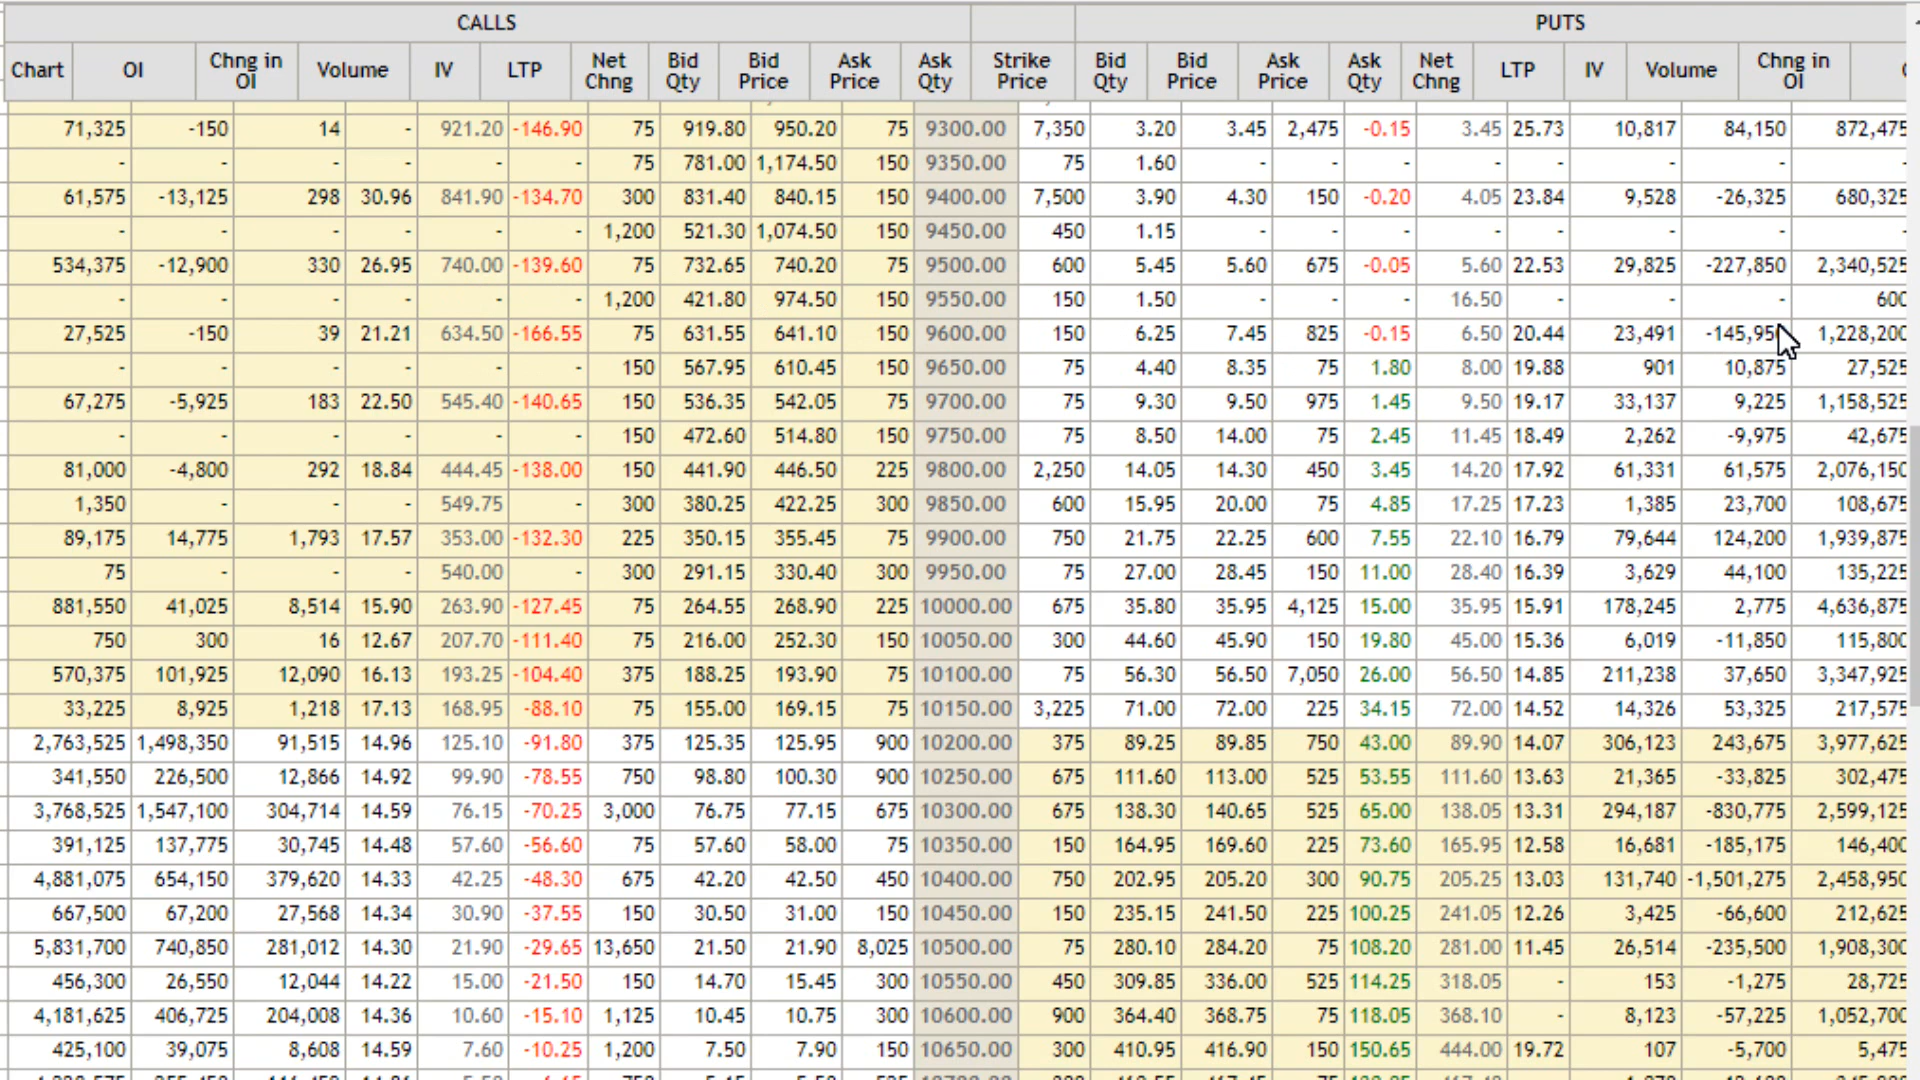 CALLS PUTS
Chart OI Chng in OI Volume IV LTP Net Chng Bid Qty Bid Price Ask Price Ask Qty Strike Price Bid Qty Bid Price Ask Price Ask Qty Net Chng LTP IV Volume Chng in OI
71,325 -150 14 - 921.20 -146.90 75 919.80 950.20 75 9300.00 7,350 3.20 3.45 2,475 -0.15 3.45 25.73 10,817 84,150 872,475
- - - - - - 75 781.00 1,174.50 150 9350.00 75 1.60 - - - - - - - -
61,575 -13,125 298 30.96 841.90 -134.70 300 831.40 840.15 150 9400.00 7,500 3.90 4.30 150 -0.20 4.05 23.84 9,528 -26,325 680,325
- - - - - - 1,200 521.30 1,074.50 150 9450.00 450 1.15 - - - - - - - -
534,375 -12,900 330 26.95 740.00 -139.60 75 732.65 740.20 75 9500.00 600 5.45 5.60 675 -0.05 5.60 22.53 29,825 -227,850 2,340,525
- - - - - - 1,200 421.80 974.50 150 9550.00 150 1.50 - - - 16.50 - - - 600
27,525 -150 39 21.21 634.50 -166.55 75 631.55 641.10 150 9600.00 150 6.25 7.45 825 -0.15 6.50 20.44 23,491 -145,950 1,228,200
- - - - - - 150 567.95 610.45 150 9650.00 75 4.40 8.35 75 1.80 8.00 19.88 901 10,875 27,525
67,275 -5,925 183 22.50 545.40 -140.65 150 536.35 542.05 75 9700.00 75 9.30 9.50 975 1.45 9.50 19.17 33,137 9,225 1,158,525
- - - - - - 150 472.60 514.80 150 9750.00 75 8.50 14.00 75 2.45 11.45 18.49 2,262 -9,975 42,675
81,000 -4,800 292 18.84 444.45 -138.00 150 441.90 446.50 225 9800.00 2,250 14.05 14.30 450 3.45 14.20 17.92 61,331 61,575 2,076,150
1,350 - - - 549.75 - 300 380.25 422.25 300 9850.00 600 15.95 20.00 75 4.85 17.25 17.23 1,385 23,700 108,675
89,175 14,775 1,793 17.57 353.00 -132.30 225 350.15 355.45 75 9900.00 750 21.75 22.25 600 7.55 22.10 16.79 79,644 124,200 1,939,875
75 - - - 540.00 - 300 291.15 330.40 300 9950.00 75 27.00 28.45 150 11.00 28.40 16.39 3,629 44,100 135,225
881,550 41,025 8,514 15.90 263.90 -127.45 75 264.55 268.90 225 10000.00 675 35.80 35.95 4,125 15.00 35.95 15.91 178,245 2,775 4,636,875
750 300 16 12.67 207.70 -111.40 75 216.00 252.30 150 10050.00 300 44.60 45.90 150 19.80 45.00 15.36 6,019 -11,850 115,800
570,375 101,925 12,090 16.13 193.25 -104.40 375 188.25 193.90 75 10100.00 75 56.30 56.50 7,050 26.00 56.50 14.85 211,238 37,650 3,347,925
33,225 8,925 1,218 17.13 168.95 -88.10 75 155.00 169.15 75 10150.00 3,225 71.00 72.00 225 34.15 72.00 14.52 14,326 53,325 217,575
2,763,525 1,498,350 91,515 14.96 125.10 -91.80 375 125.35 125.95 900 10200.00 375 89.25 89.85 750 43.00 89.90 14.07 306,123 243,675 3,977,625
341,550 226,500 12,866 14.92 99.90 -78.55 750 98.80 100.30 900 10250.00 675 111.60 113.00 525 53.55 111.60 13.63 21,365 -33,825 302,475
3,768,525 1,547,100 304,714 14.59 76.15 -70.25 3,000 76.75 77.15 675 10300.00 675 138.30 140.65 525 65.00 138.05 13.31 294,187 -830,775 2,599,125
391,125 137,775 30,745 14.48 57.60 -56.60 75 57.60 58.00 75 10350.00 150 164.95 169.60 225 73.60 165.95 12.58 16,681 -185,175 146,400
4,881,075 654,150 379,620 14.33 42.25 -48.30 675 42.20 42.50 450 10400.00 750 202.95 205.20 300 90.75 205.25 13.03 131,740 -1,501,275 2,458,950
667,500 67,200 27,568 14.34 30.90 -37.55 150 30.50 31.00 150 10450.00 150 235.15 241.50 225 100.25 241.05 12.26 3,425 -66,600 212,625
5,831,700 740,850 281,012 14.30 21.90 -29.65 13,650 21.50 21.90 8,025 10500.00 75 280.10 284.20 75 108.20 281.00 11.45 26,514 -235,500 1,908,300
456,300 26,550 12,044 14.22 15.00 -21.50 150 14.70 15.45 300 10550.00 450 309.85 336.00 525 114.25 318.05 - 153 -1,275 28,725
4,181,625 406,725 204,008 14.36 10.60 -15.10 1,125 10.45 10.75 300 10600.00 900 364.40 368.75 75 118.05 368.10 - 8,123 -57,225 1,052,700
425,100 39,075 8,608 14.59 7.60 -10.25 1,200 7.50 7.90 150 10650.00 300 410.95 416.90 150 150.65 444.00 19.72 107 -5,700 5,475